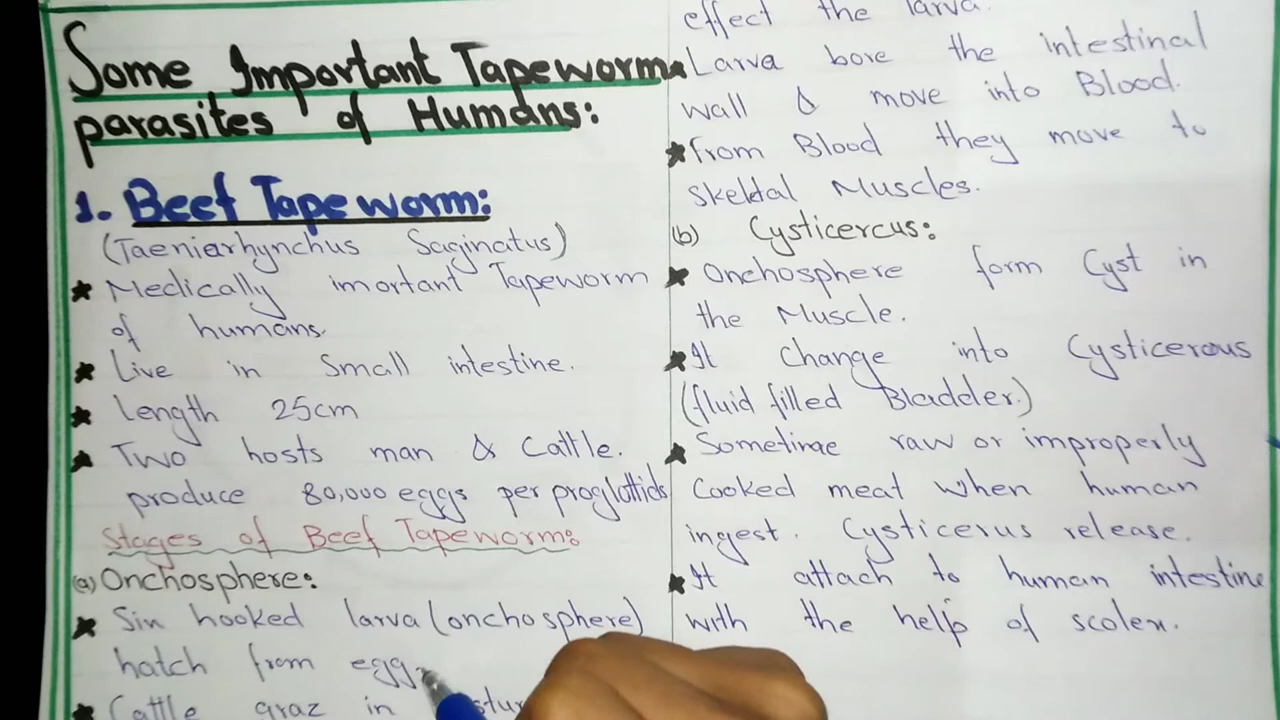 Some Important Tapeworm
parasites of Humans:
1. Beef Tapeworm:
(Taeniarhynchus Saginatus)
★ Medically imortant Tapeworm
of humans.
★ Live in Small intestine.
★ Length 25cm
★ Two hosts man & Cattle.
produce 80,000 eggs per proglottids
Stages of Beef Tapeworm:
(a) Onchosphere:
★ Six hooked larva (onchosphere)
hatch from egg
★ Cattle graz in
effect the larva.
★ Larva bore the intestinal
wall & move into Blood.
★ from Blood they move to
Skeletal Muscles.
(b) Cysticercus:
★ Onchosphere form Cyst in
the Muscle.
★ It Change into Cysticercus
(fluid filled Bladder.)
★ Sometimae raw or improperly
Cooked meat when human
ingest. Cysticerus release.
★ It attach to human intestine
with the help of scolex.